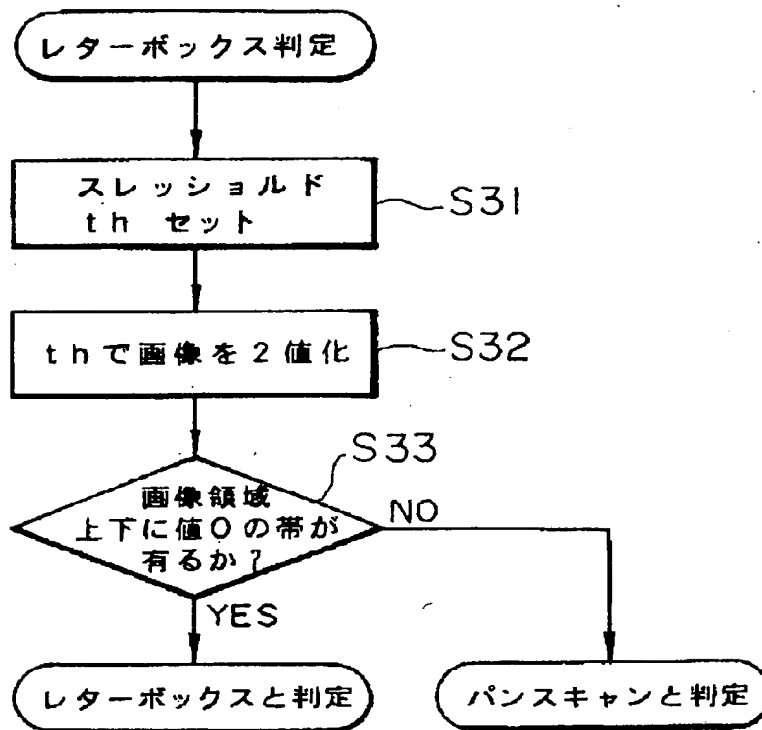 レターボックス判定
スレッショルド
th セット
S31
thで画像を2値化
S32
S33
画像領域
上下に値0の帯が
有るか?
NO
YES
レターボックスと判定
パンスキャンと判定